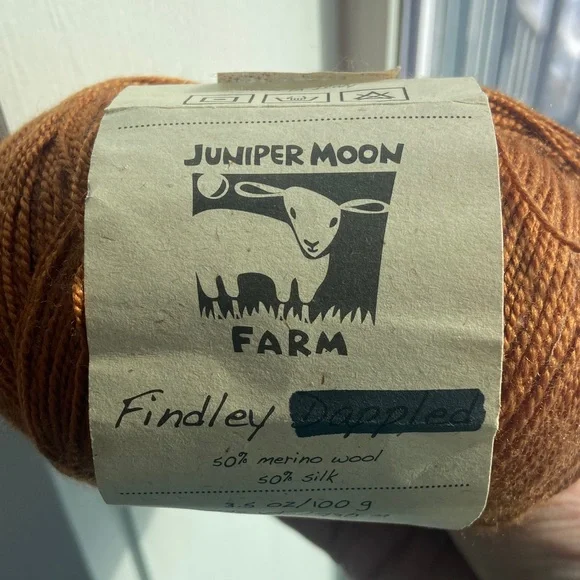 JUNIPER MOON
FARM
Findley Dappled
50% merino wool
50% silk
3.5 oz/100 g